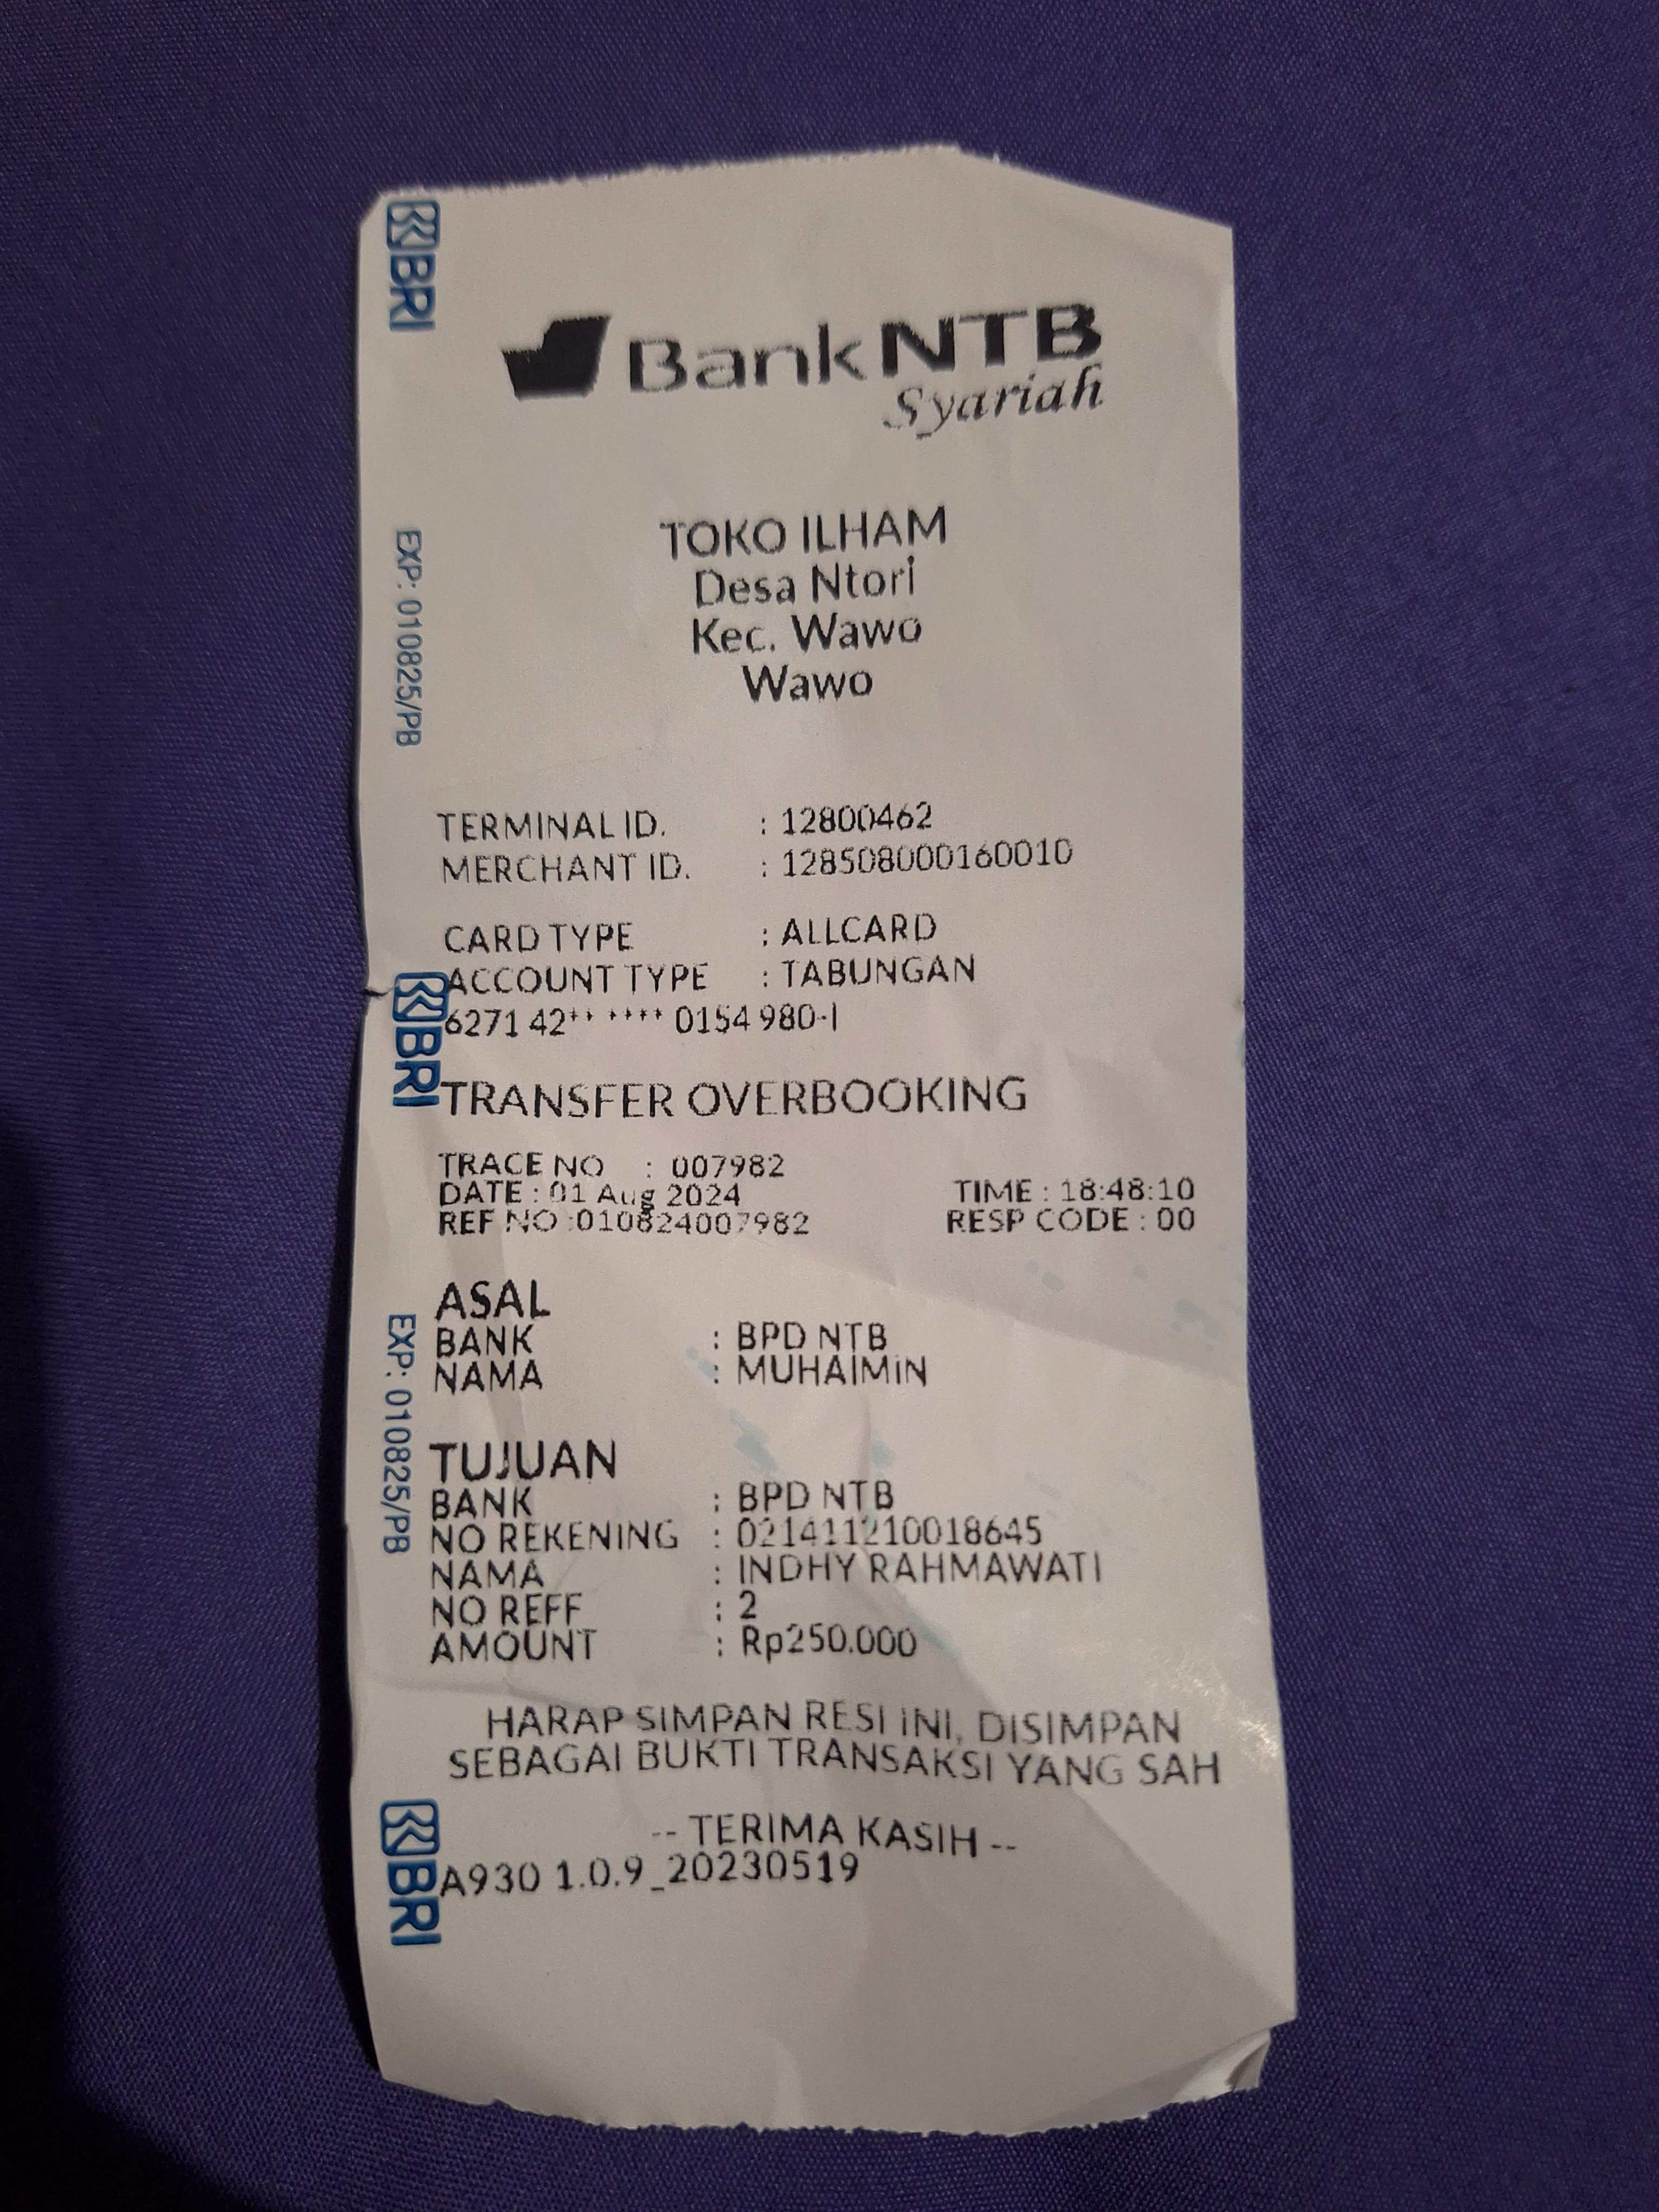 BRI
BankNTB
Syariah
TOKO ILHAM
Desa Ntori
Kec. Wawo
Wawo
EXP: 010825/PB
TERMINAL ID. : 12800462
MERCHANT ID. : 128508000160010
CARD TYPE : ALLCARD
ACCOUNT TYPE : TABUNGAN
BRI
6271 42** **** 0154 980-I
TRANSFER OVERBOOKING
TRACE NO : 007982
DATE : 01 Aug 2024 TIME : 18:48:10
REF NO :010824007982 RESP CODE : 00
ASAL
BANK : BPD NTB
NAMA : MUHAIMIN
EXP: 010825/PB
TUJUAN
BANK : BPD NTB
NO REKENING : 021411210018645
NAMA : INDHY RAHMAWATI
NO REFF : 2
AMOUNT : Rp250.000
HARAP SIMPAN RESI INI, DISIMPAN
SEBAGAI BUKTI TRANSAKSI YANG SAH
-- TERIMA KASIH --
BRI
A930 1.0.9_20230519